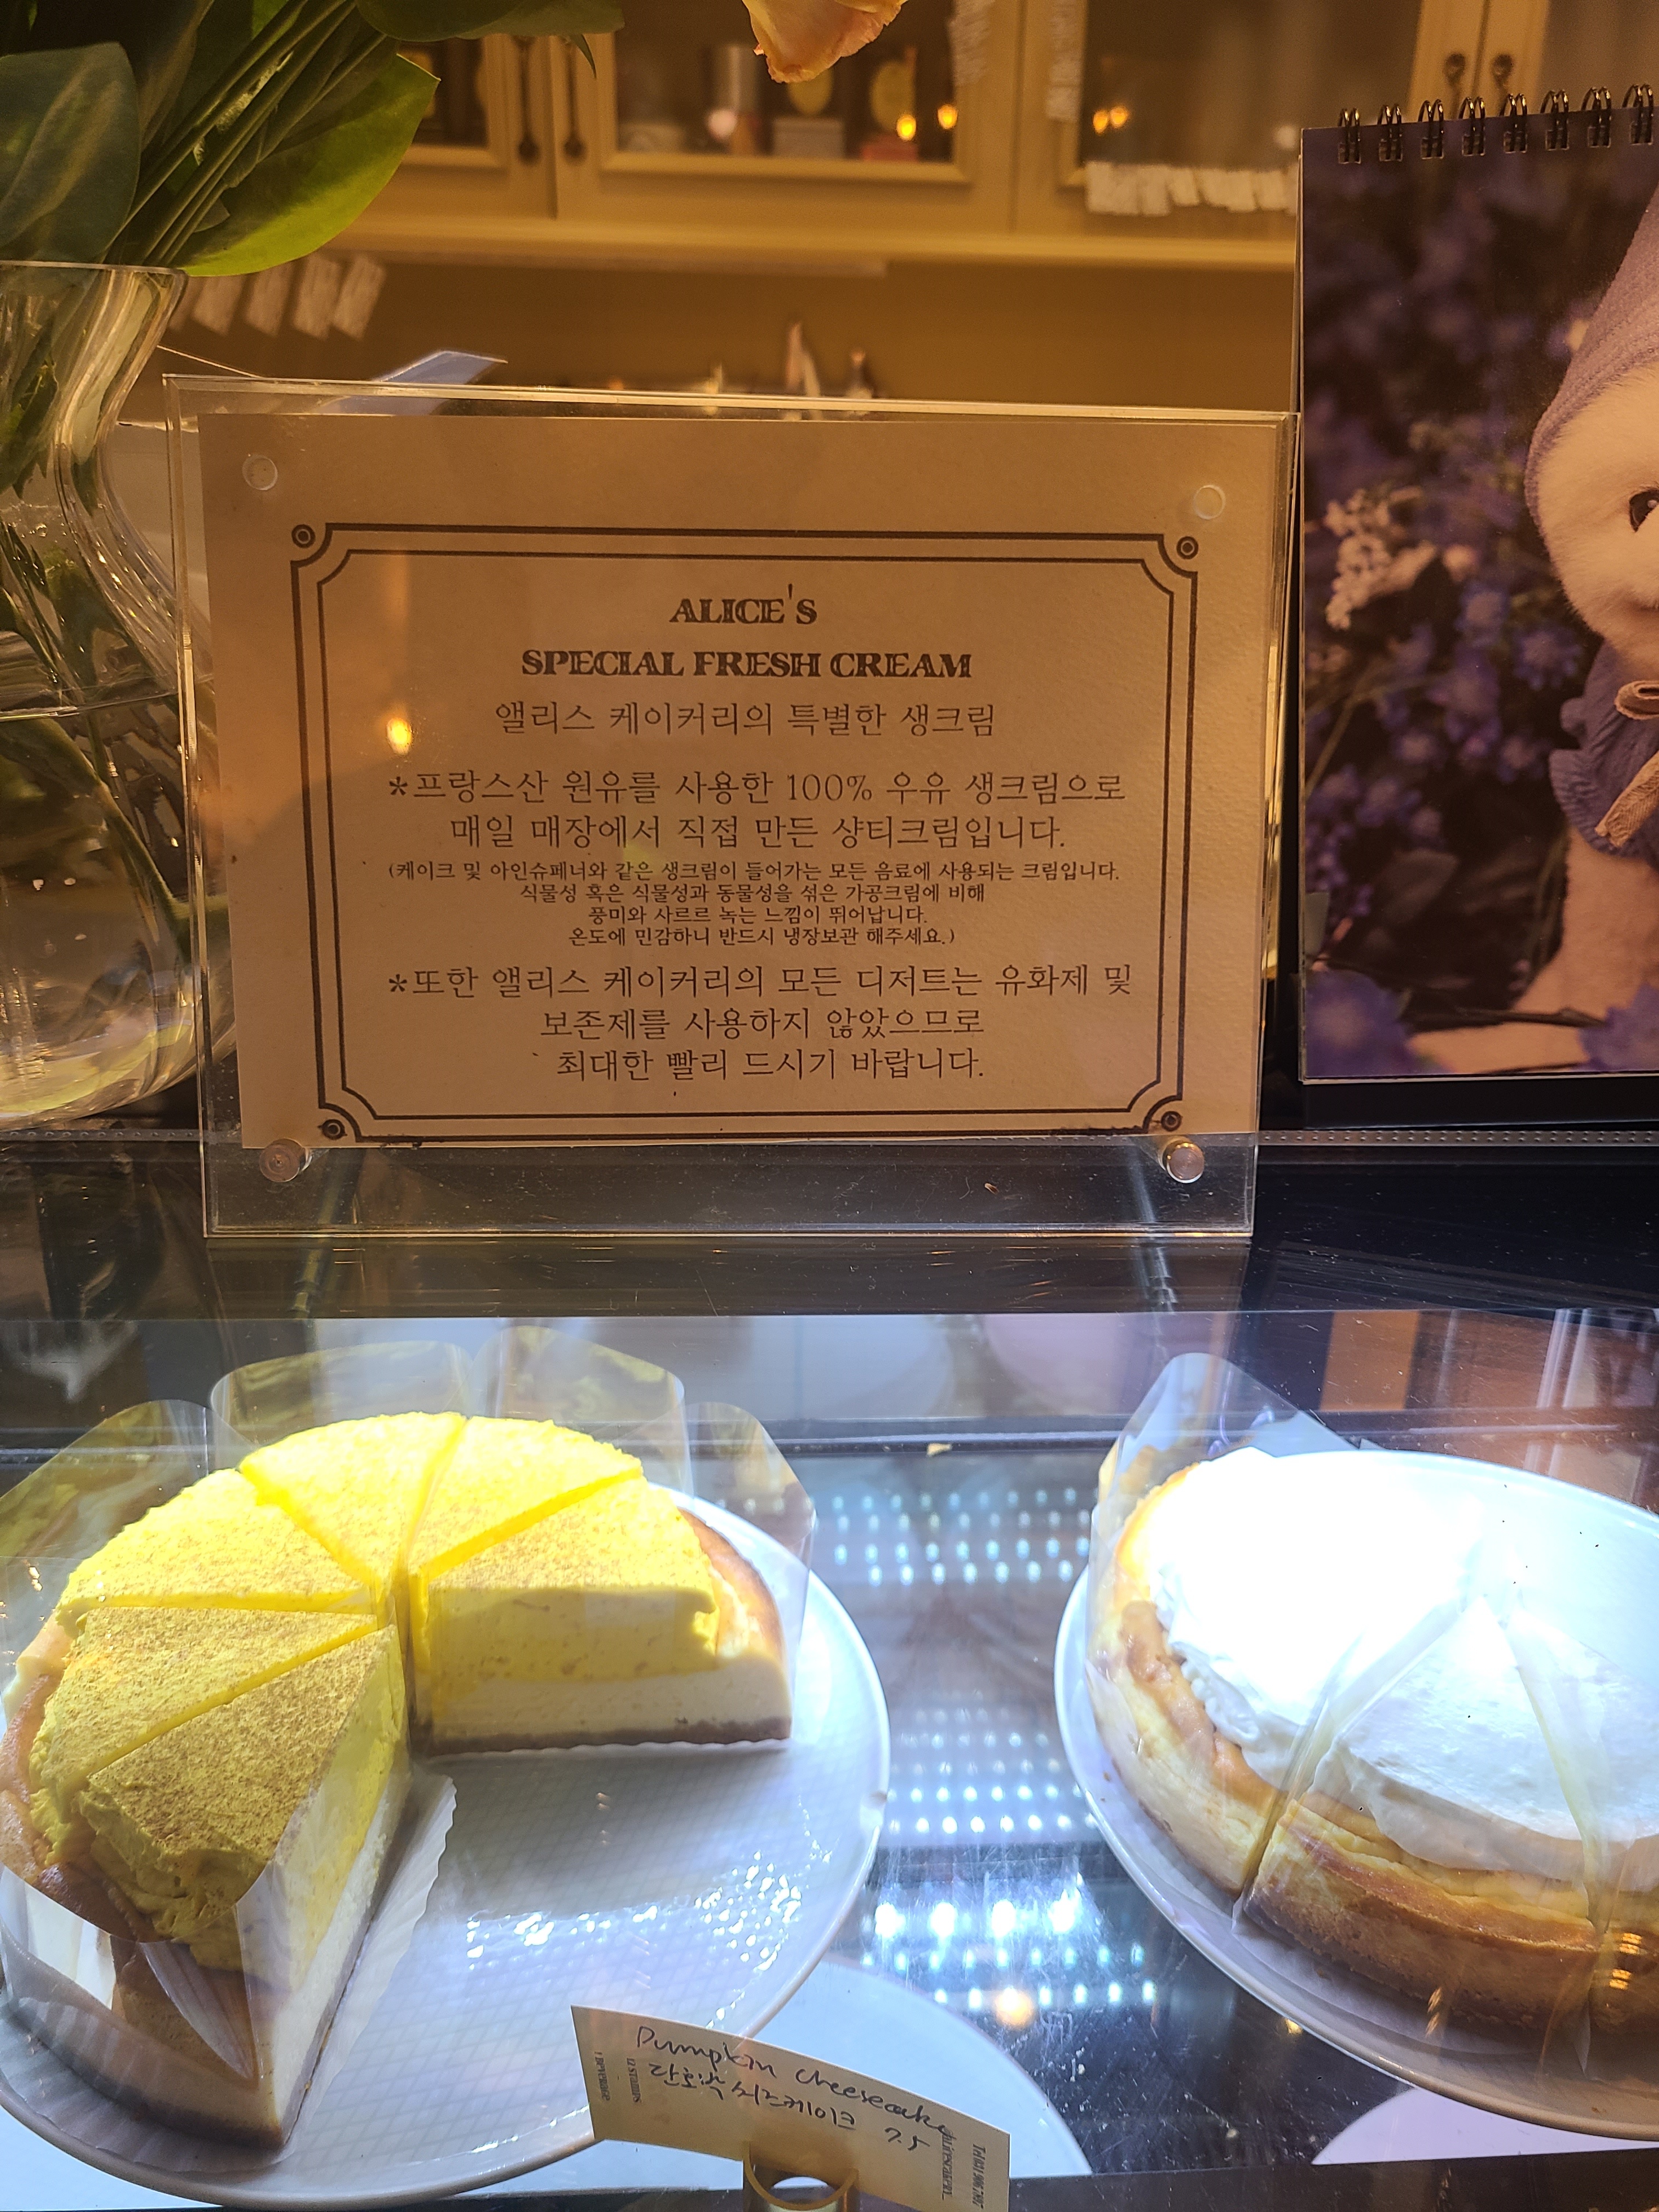 ALICE'S
SPECIAL FRESH CREAM
앨리스 케이커리의 특별한 생크림
*프랑스산 원유를 사용한 100% 우유 생크림으로
매일 매장에서 직접 만든 샹티크림입니다.
(케이크 및 아인슈페너와 같은 생크림이 들어가는 모든 음료에 사용되는 크림입니다.
식물성 혹은 식물성과 동물성을 섞은 가공크림에 비해
풍미와 사르르 녹는 느낌이 뛰어납니다.
온도에 민감하니 반드시 냉장보관 해주세요.)
*또한 앨리스 케이커리의 모든 디저트는 유화제 및
보존제를 사용하지 않았으므로
최대한 빨리 드시기 바랍니다.
Pumpkin cheesecake
단호박 치즈케이크 7.5
12 STAMPS
1 BEVERAGE